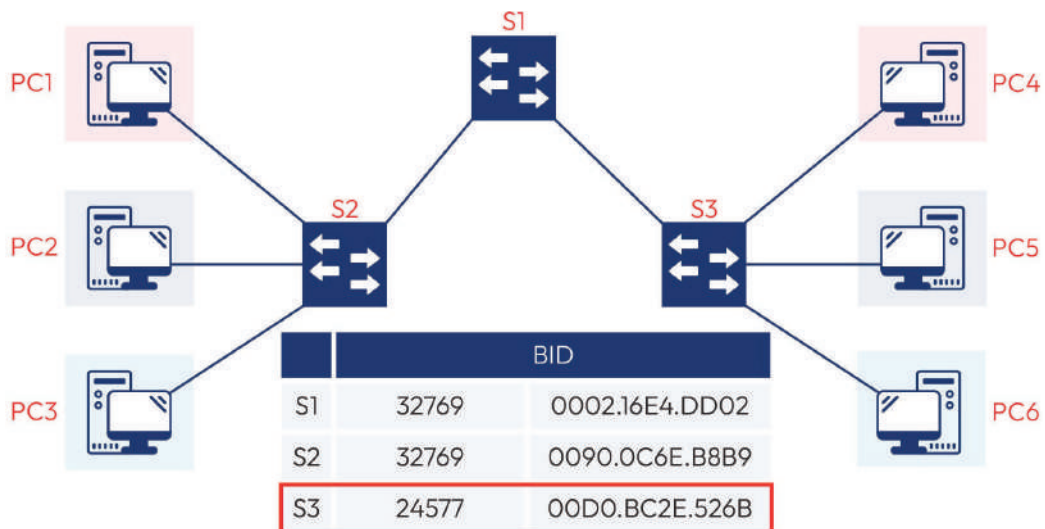 S1
PC1
PC4
S2
S3
PC2
PC5
BID
PC3
S1 32769 0002.16E4.DD02
PC6
S2 32769 0090.0C6E.B8B9
S3 24577 00D0.BC2E.526B